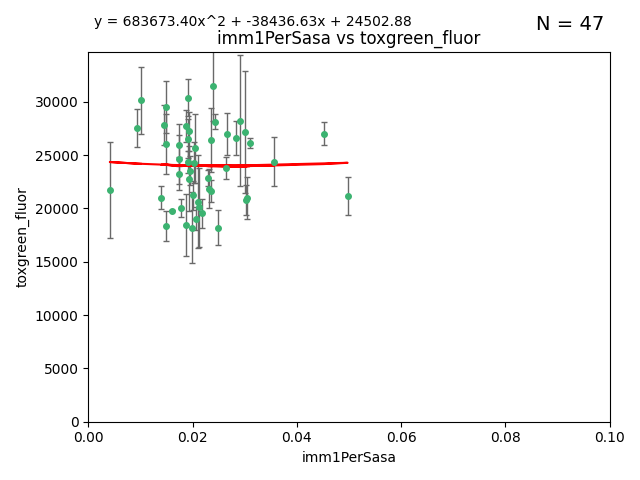 y = 683673.40x^2 + -38436.63x + 24502.88
N = 47
imm1PerSasa vs toxgreen_fluor
30000
25000
20000
15000
10000
5000
0
toxgreen_fluor
0.00 0.02 0.04 0.06 0.08 0.10
imm1PerSasa